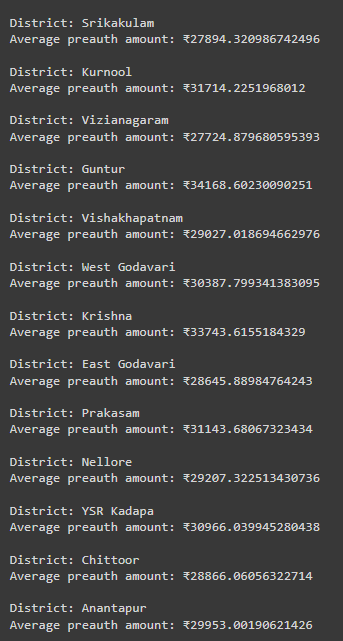 District: Srikakulam
Average preauth amount: ₹27894.320986742496
District: Kurnool
Average preauth amount: ₹31714.2251968012
District: Vizianagaram
Average preauth amount: ₹27724.879680595393
District: Guntur
Average preauth amount: ₹34168.60230090251
District: Vishakhapatnam
Average preauth amount: ₹29027.018694662976
District: West Godavari
Average preauth amount: ₹30387.799341383095
District: Krishna
Average preauth amount: ₹33743.6155184329
District: East Godavari
Average preauth amount: ₹28645.88984764243
District: Prakasam
Average preauth amount: ₹31143.68067323434
District: Nellore
Average preauth amount: ₹29207.322513430736
District: YSR Kadapa
Average preauth amount: ₹30966.039945280438
District: Chittoor
Average preauth amount: ₹28866.06056322714
District: Anantapur
Average preauth amount: ₹29953.00190621426